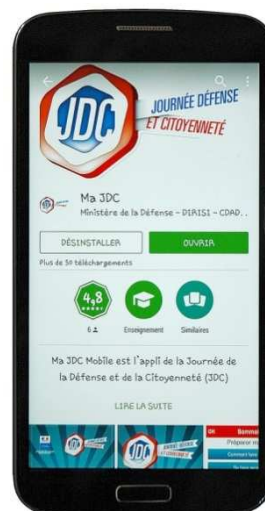 JDC
JOURNÉE DÉFENSE
ET CITOYENNETÉ
Ma JDC
Ministère de la Défense - DIRISI - CDAD..
DÉSINSTALLER
OUVRIR
Plus de 50 téléchargements
4,8
6
Enseignement
Similaires
Ma JDC Mobile est l'appli de la Journée de
la Défense et de la Citoyenneté (JDC)
LIRE LA SUITE
JDC